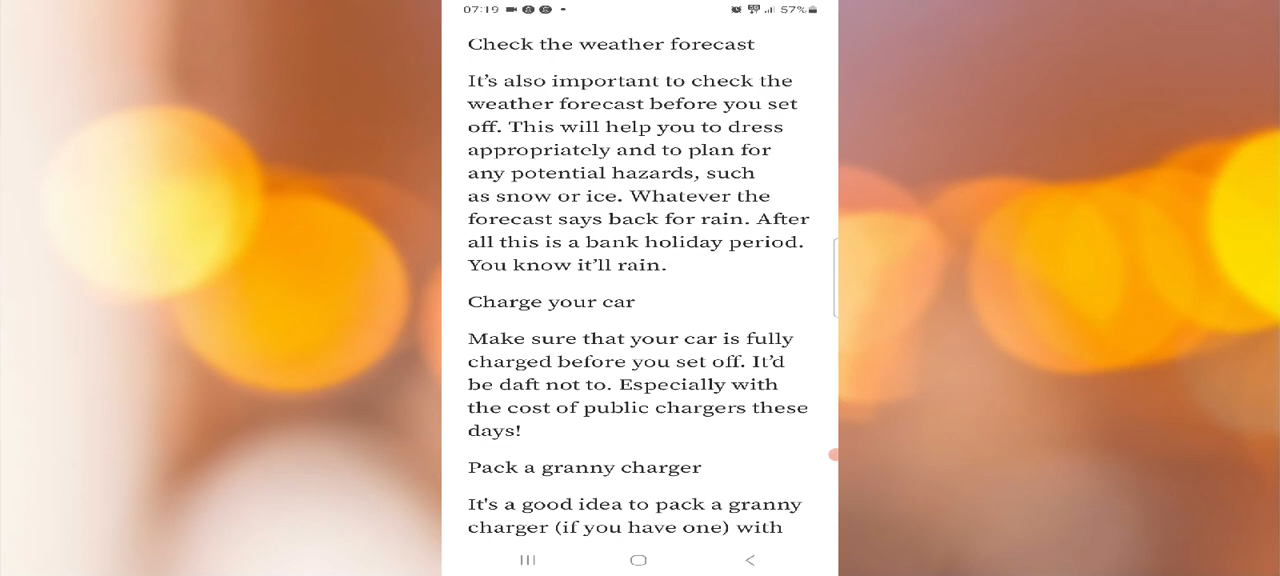 07:19 57%
Check the weather forecast
It’s also important to check the
weather forecast before you set
off. This will help you to dress
appropriately and to plan for
any potential hazards, such
as snow or ice. Whatever the
forecast says back for rain. After
all this is a bank holiday period.
You know it’ll rain.
Charge your car
Make sure that your car is fully
charged before you set off. It’d
be daft not to. Especially with
the cost of public chargers these
days!
Pack a granny charger
It's a good idea to pack a granny
charger (if you have one) with